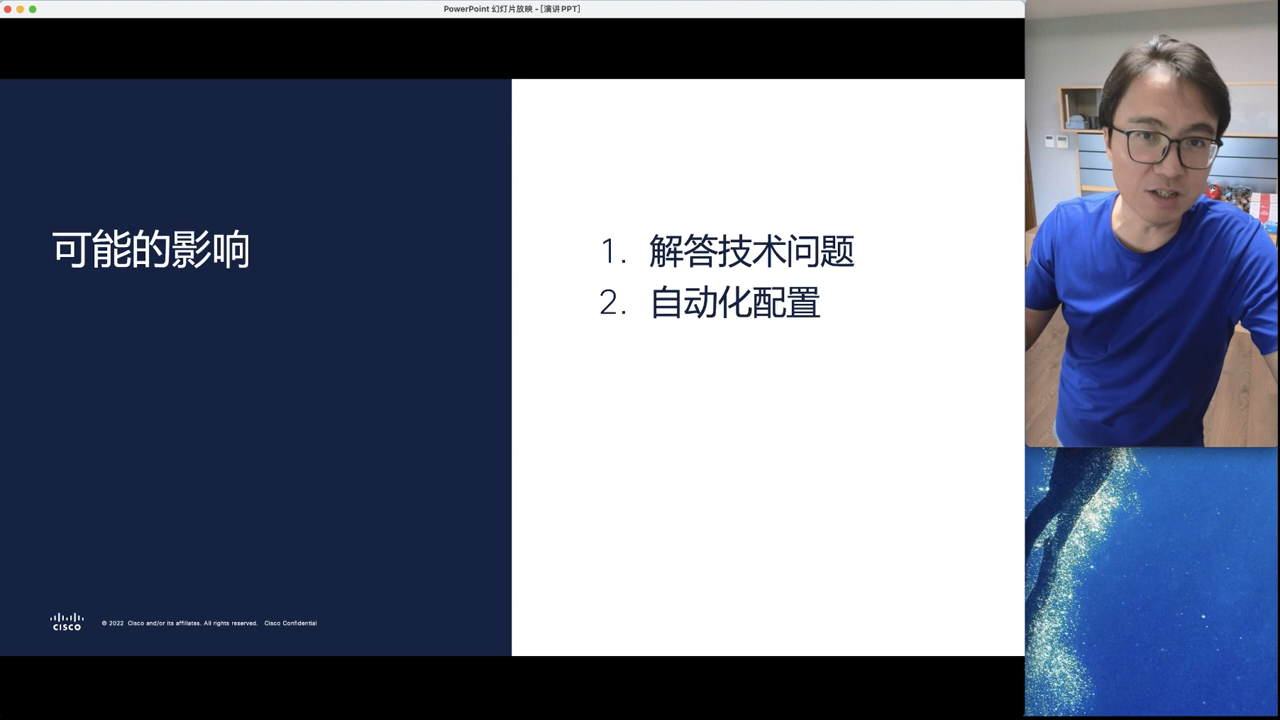 PowerPoint 幻灯片放映 - [演讲PPT]
可能的影响
1. 解答技术问题
2. 自动化配置
CISCO
© 2022 Cisco and/or its affiliates. All rights reserved. Cisco Confidential